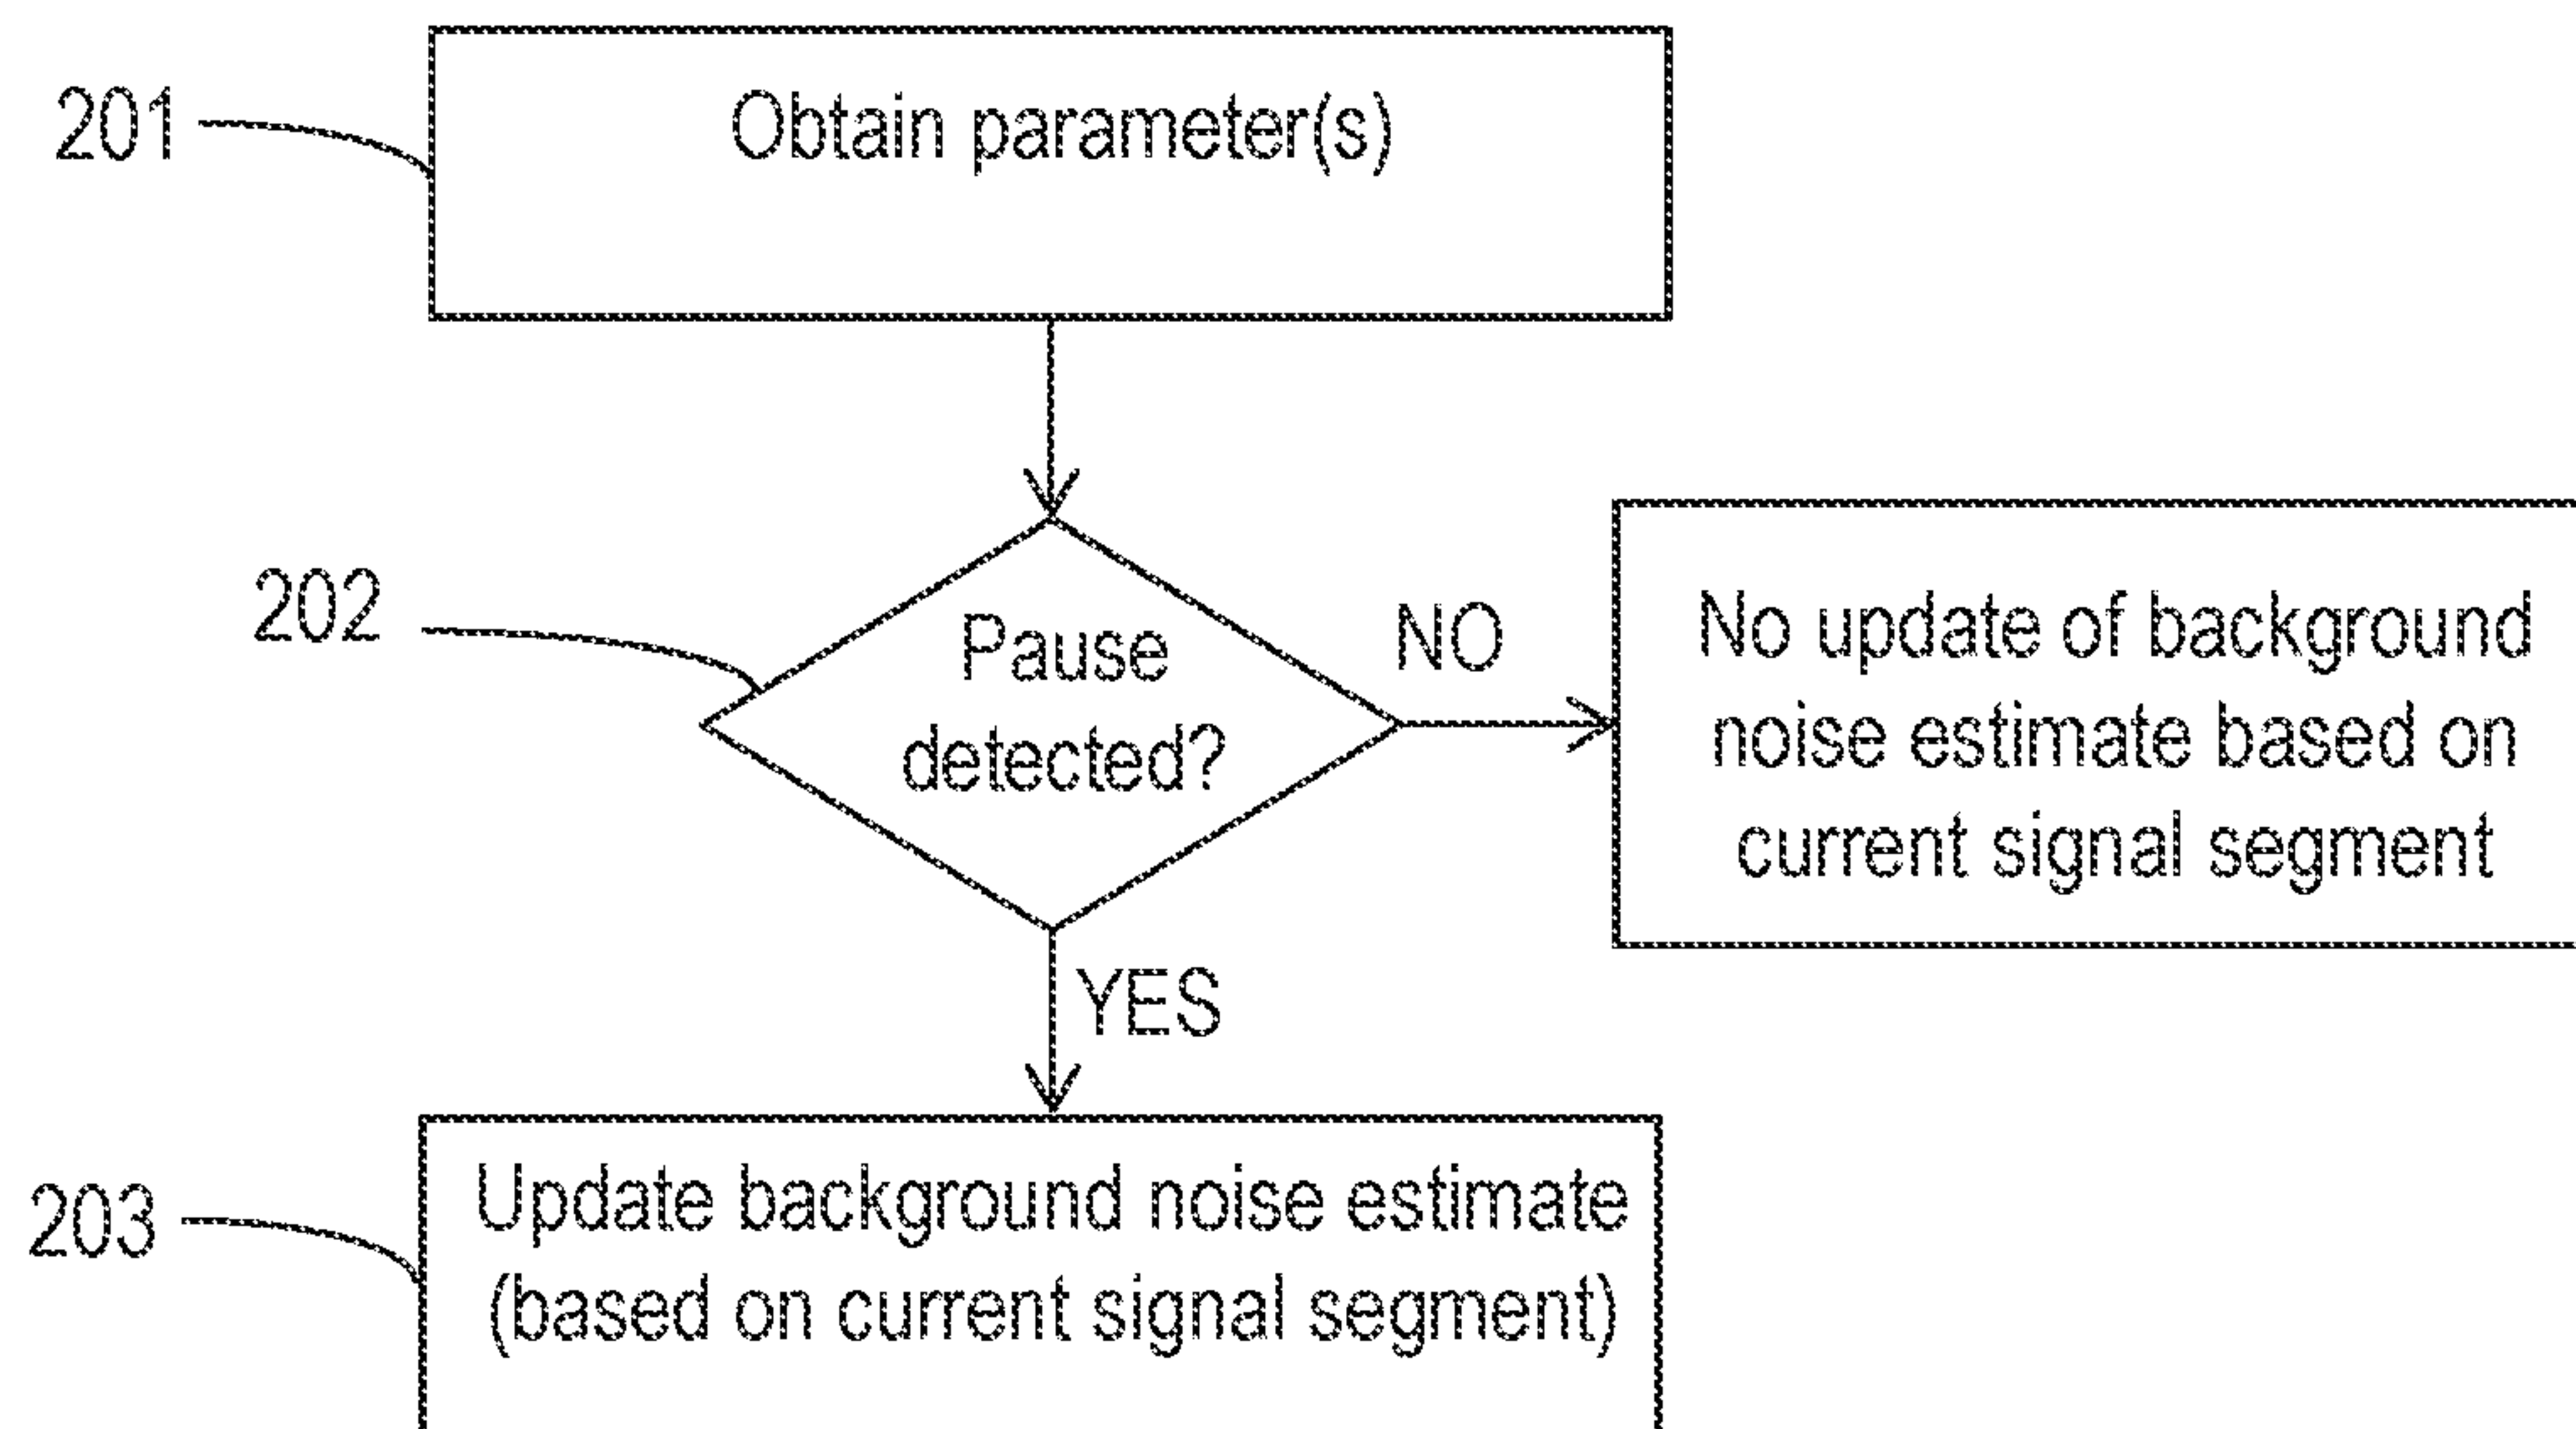 201
Obtain parameter(s)
202
Pause
detected?
NO
No update of background
noise estimate based on
current signal segment
YES
203
Update background noise estimate
(based on current signal segment)